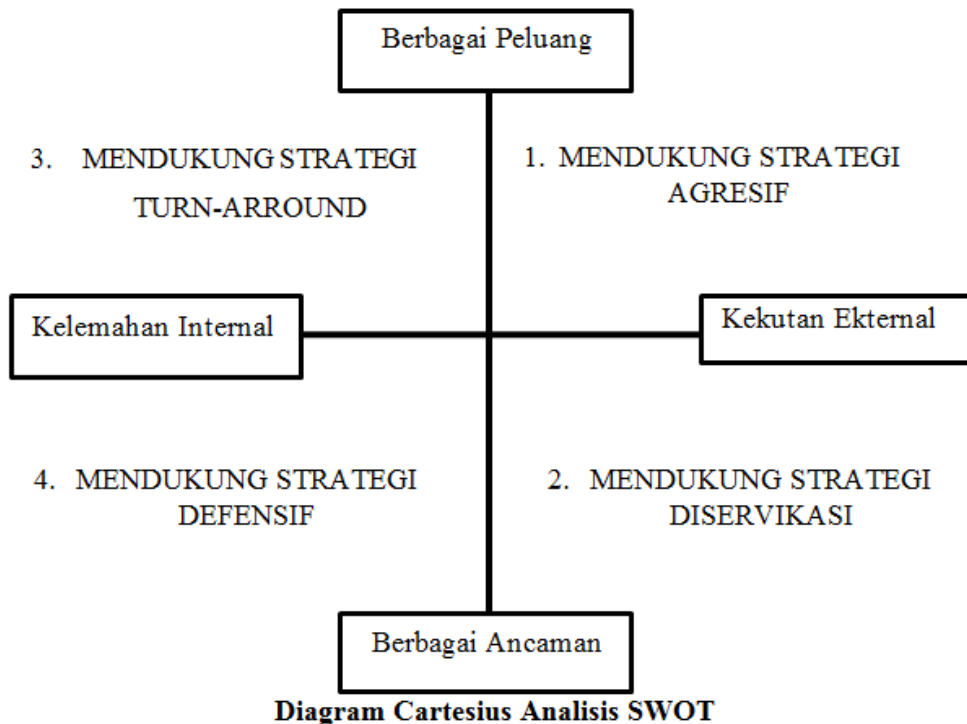 Berbagai Peluang
3. MENDUKUNG STRATEGI
TURN-ARROUND
1. MENDUKUNG STRATEGI
AGRESIF
Kelemahan Internal
Kekutan Ekternal
4. MENDUKUNG STRATEGI
DEFENSIF
2. MENDUKUNG STRATEGI
DISERVIKASI
Berbagai Ancaman
Diagram Cartesius Analisis SWOT